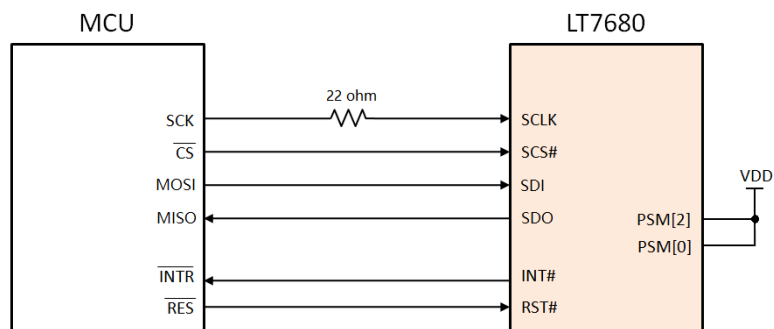 MCU
LT7680
22 ohm
SCK
SCLK
CS
SCS#
MOSI
SDI
MISO
SDO
VDD
PSM[2]
PSM[0]
INTR
INT#
RES
RST#